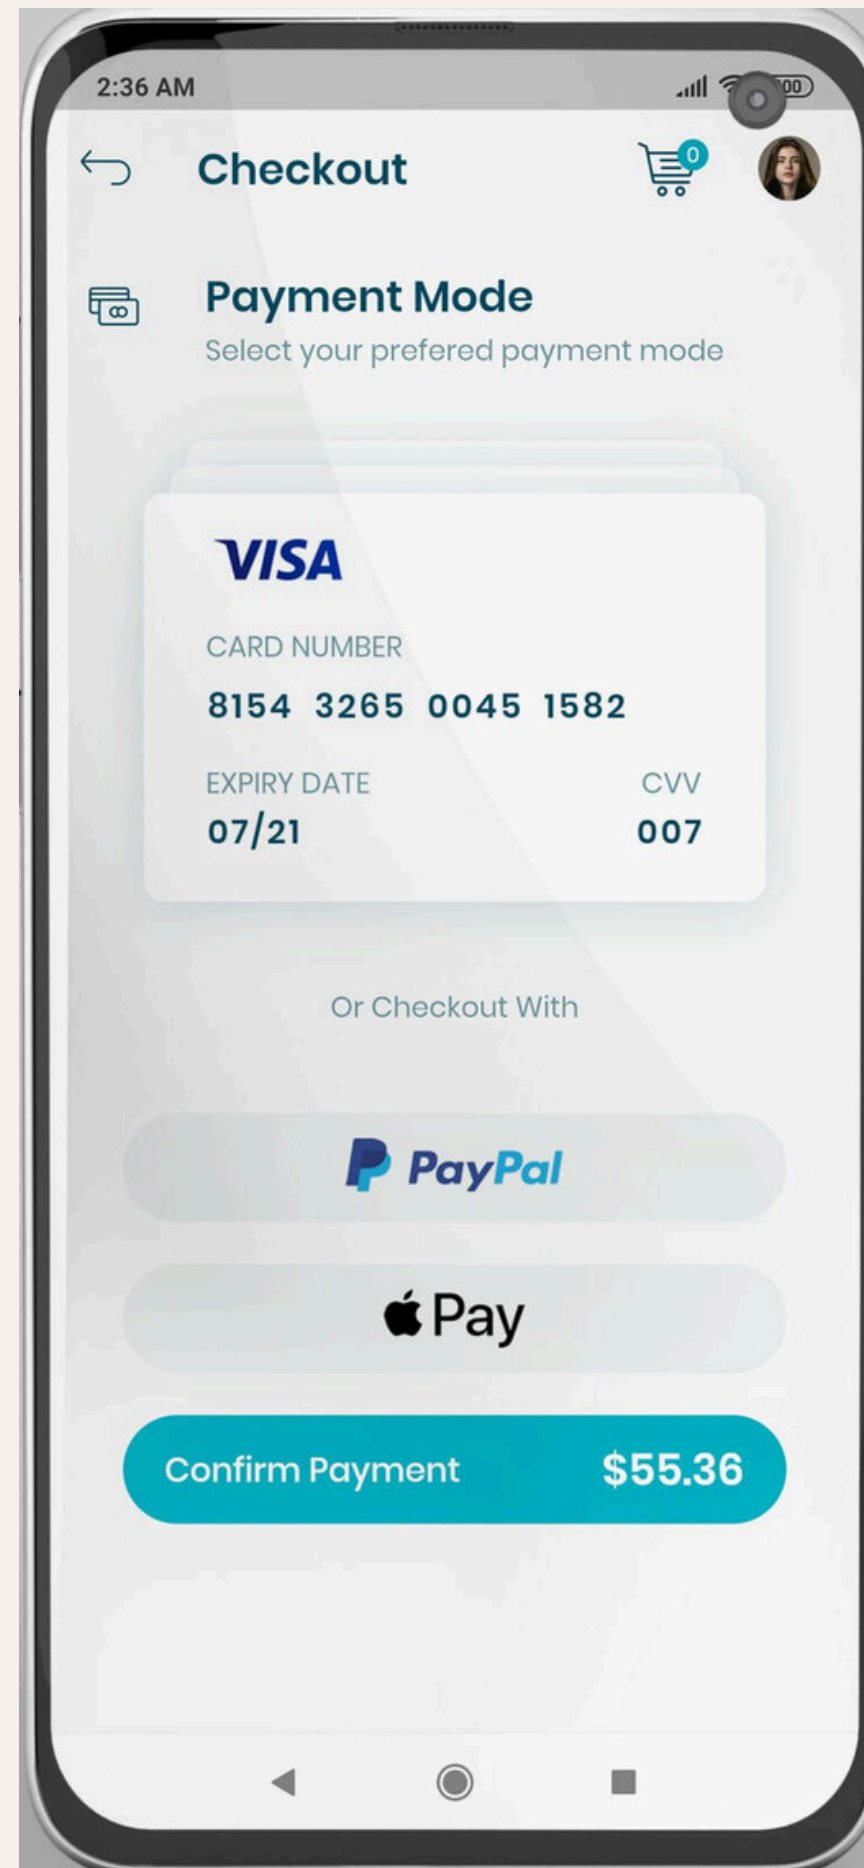 2:36 AM
Checkout
0
Payment Mode
Select your prefered payment mode
VISA
CARD NUMBER
8154 3265 0045 1582
EXPIRY DATE
CVV
07/21
007
Or Checkout With
PayPal
Pay
Confirm Payment
$55.36